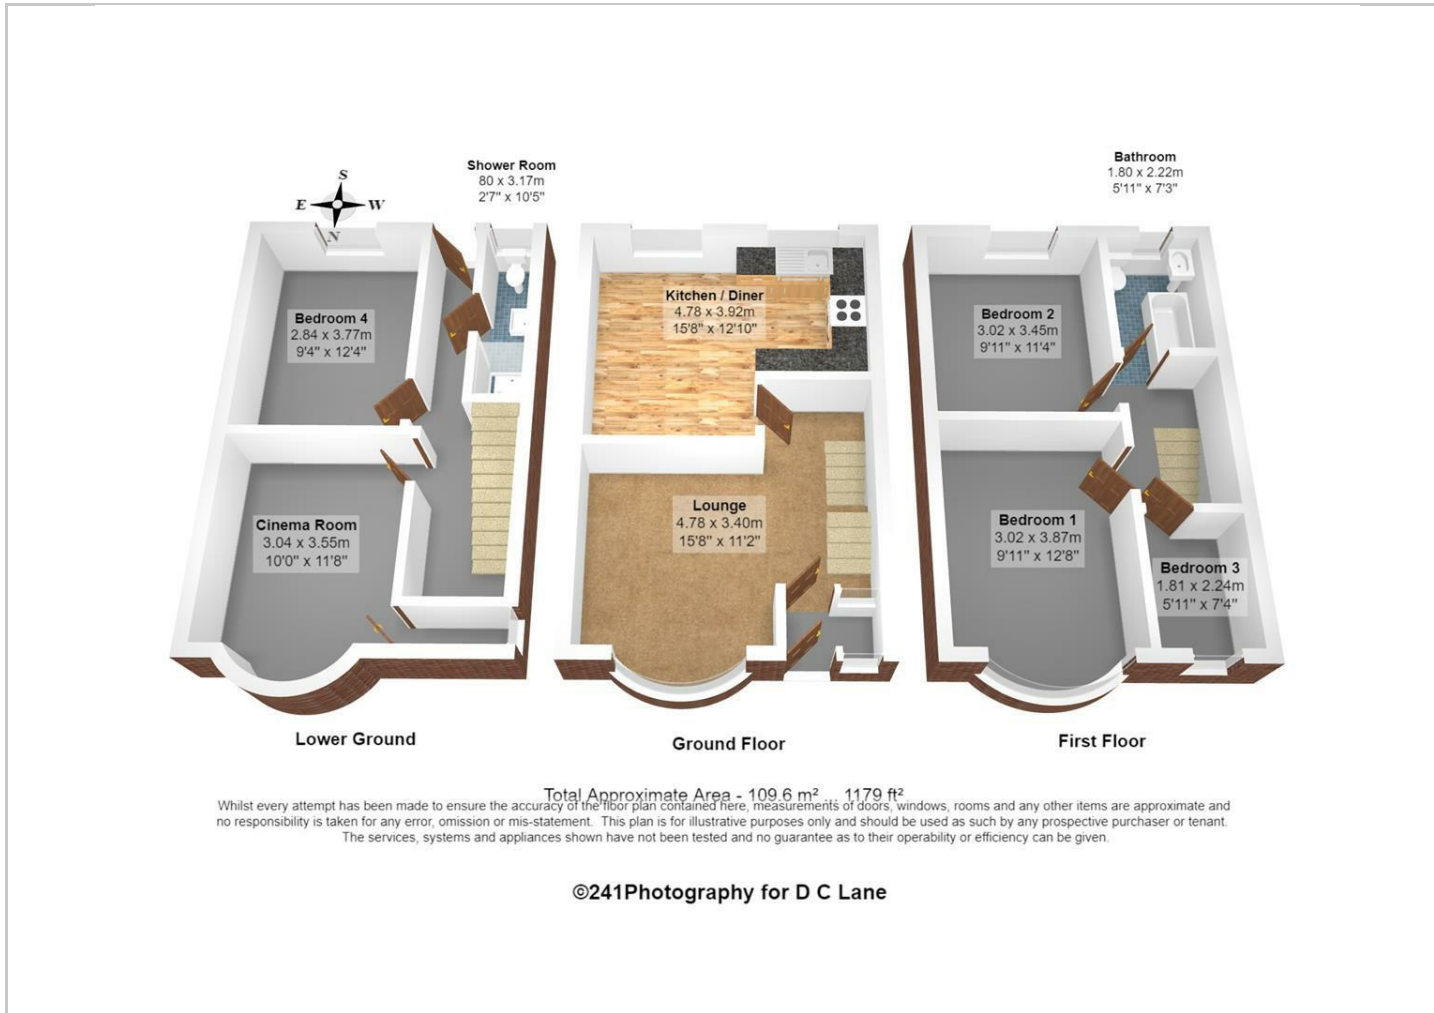 Shower Room
80 x 3.17m
2'7" x 10'5"
Bathroom
1.80 x 2.22m
5'11" x 7'3"
S
E W
N
Bedroom 4
2.84 x 3.77m
9'4" x 12'4"
Cinema Room
3.04 x 3.55m
10'0" x 11'8"
Kitchen / Diner
4.78 x 3.92m
15'8" x 12'10"
Lounge
4.78 x 3.40m
15'8" x 11'2"
Bedroom 2
3.02 x 3.45m
9'11" x 11'4"
Bedroom 1
3.02 x 3.87m
9'11" x 12'8"
Bedroom 3
1.81 x 2.24m
5'11" x 7'4"
Lower Ground
Ground Floor
First Floor
Total Approximate Area - 109.6 m² ... 1179 ft²
Whilst every attempt has been made to ensure the accuracy of the floor plan contained here, measurements of doors, windows, rooms and any other items are approximate and
no responsibility is taken for any error, omission or mis-statement. This plan is for illustrative purposes only and should be used as such by any prospective purchaser or tenant.
The services, systems and appliances shown have not been tested and no guarantee as to their operability or efficiency can be given.
©241Photography for D C Lane